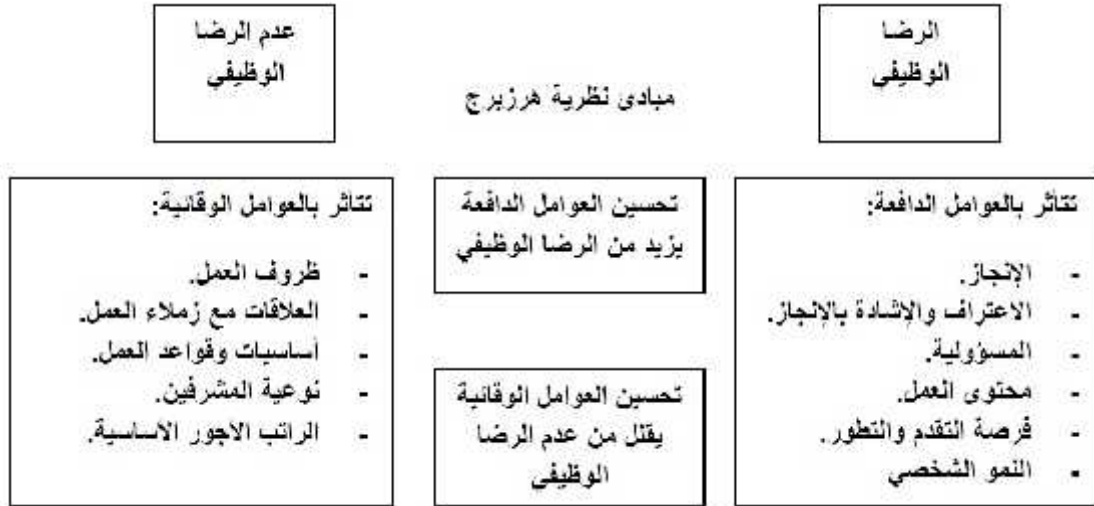 الرضا
الوظيفي
مبادئ نظرية هرزبرج
عدم الرضا
الوظيفي
تتأثر بالعوامل الدافعة:
- الإنجاز.
- الاعتراف والإشادة بالإنجاز.
- المسؤولية.
- محتوى العمل.
- فرصة التقدم والتطور.
- النمو الشخصي
تحسين العوامل الدافعة
يزيد من الرضا الوظيفي
تحسين العوامل الوقائية
يقلل من عدم الرضا
الوظيفي
تتأثر بالعوامل الوقائية:
- ظروف العمل.
- العلاقات مع زملاء العمل.
- أساسيات وقواعد العمل.
- نوعية المشرفين.
- الراتب الاجور الاساسية.